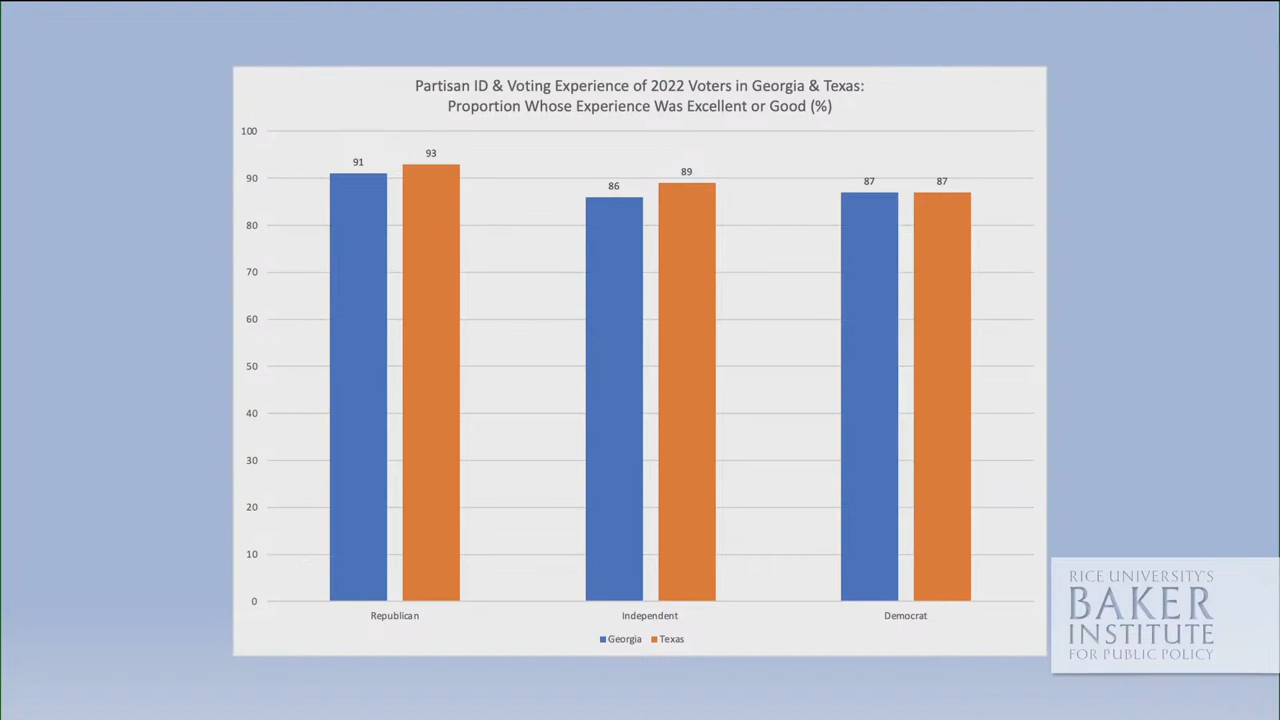 Partisan ID & Voting Experience of 2022 Voters in Georgia & Texas:
Proportion Whose Experience Was Excellent or Good (%)
100
90
80
70
60
50
40
30
20
10
0
91
93
86
89
87
87
Republican
Independent
Democrat
Georgia
Texas
RICE UNIVERSITY'S
BAKER
INSTITUTE
FOR PUBLIC POLICY